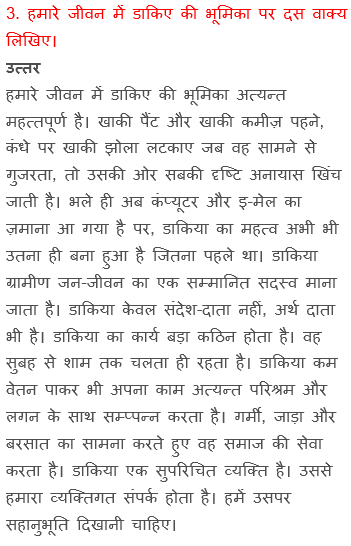 3. हमारे जीवन में डाकिए की भूमिका पर दस वाक्य
लिखिए।
उत्तर
हमारे जीवन में डाकिए की भूमिका अत्यन्त
महत्तपूर्ण है। खाकी पैंट और खाकी कमीज़ पहने,
कंधे पर खाकी झोला लटकाए जब वह सामने से
गुजरता, तो उसकी ओर सबकी दृष्टि अनायास खिंच
जाती है। भले ही अब कंप्यूटर और इ-मेल का
ज़माना आ गया है पर, डाकिया का महत्व अभी भी
उतना ही बना हुआ है जितना पहले था। डाकिया
ग्रामीण जन-जीवन का एक सम्मानित सदस्व माना
जाता है। डाकिया केवल संदेश-दाता नहीं, अर्थ दाता
भी है। डाकिया का कार्य बड़ा कठिन होता है। वह
सुबह से शाम तक चलता ही रहता है। डाकिया कम
वेतन पाकर भी अपना काम अत्यन्त परिश्रम और
लगन के साथ सम्प्पन्न करता है। गर्मी, जाड़ा और
बरसात का सामना करते हुए वह समाज की सेवा
करता है। डाकिया एक सुपरिचित व्यक्ति है। उससे
हमारा व्यक्तिगत संपर्क होता है। हमें उसपर
सहानुभूति दिखानी चाहिए।